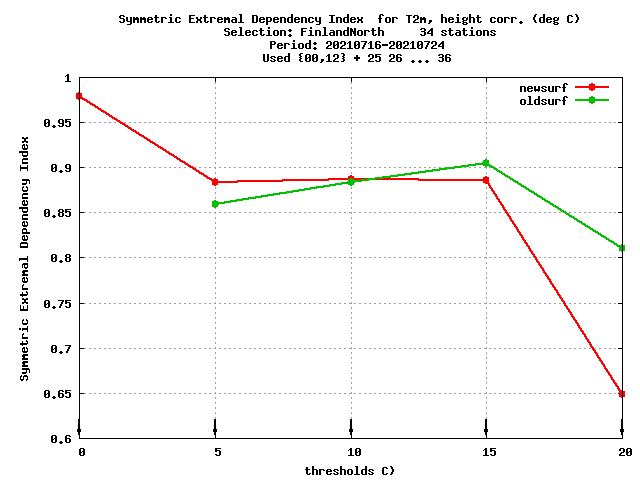 Symmetric Extremal Dependency Index  for T2m, height corr. (deg C)
Selection: FinlandNorth     34 stations
Period: 20210716-20210724
Used {00,12} + 25 26 ... 36
newsurf
oldsurf
Symmetric Extremal Dependency Index
1
0.95
0.9
0.85
0.8
0.75
0.7
0.65
0.6
0 5 10 15 20
thresholds C)